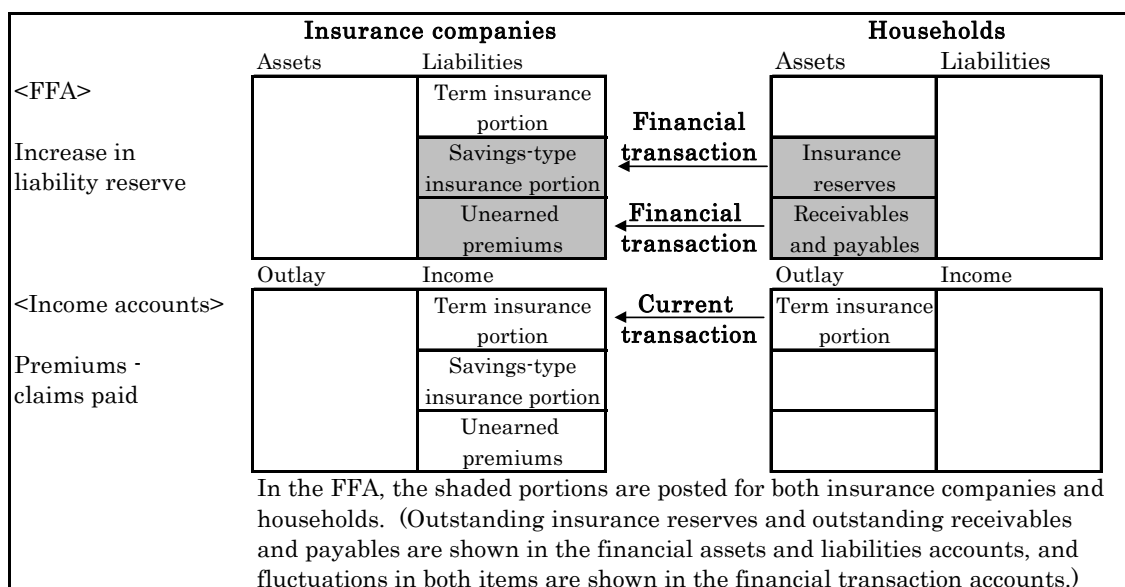 Insurance companies Households
Assets Liabilities Assets Liabilities
<FFA> Term insurance
portion Financial
Increase in Savings-type transaction Insurance
liability reserve insurance portion reserves
Unearned Financial Receivables
premiums transaction and payables
Outlay Income Outlay Income
<Income accounts> Term insurance Current Term insurance
portion transaction portion
Premiums - Savings-type
claims paid insurance portion
Unearned
premiums
In the FFA, the shaded portions are posted for both insurance companies and
households. (Outstanding insurance reserves and outstanding receivables
and payables are shown in the financial assets and liabilities accounts, and
fluctuations in both items are shown in the financial transaction accounts.)